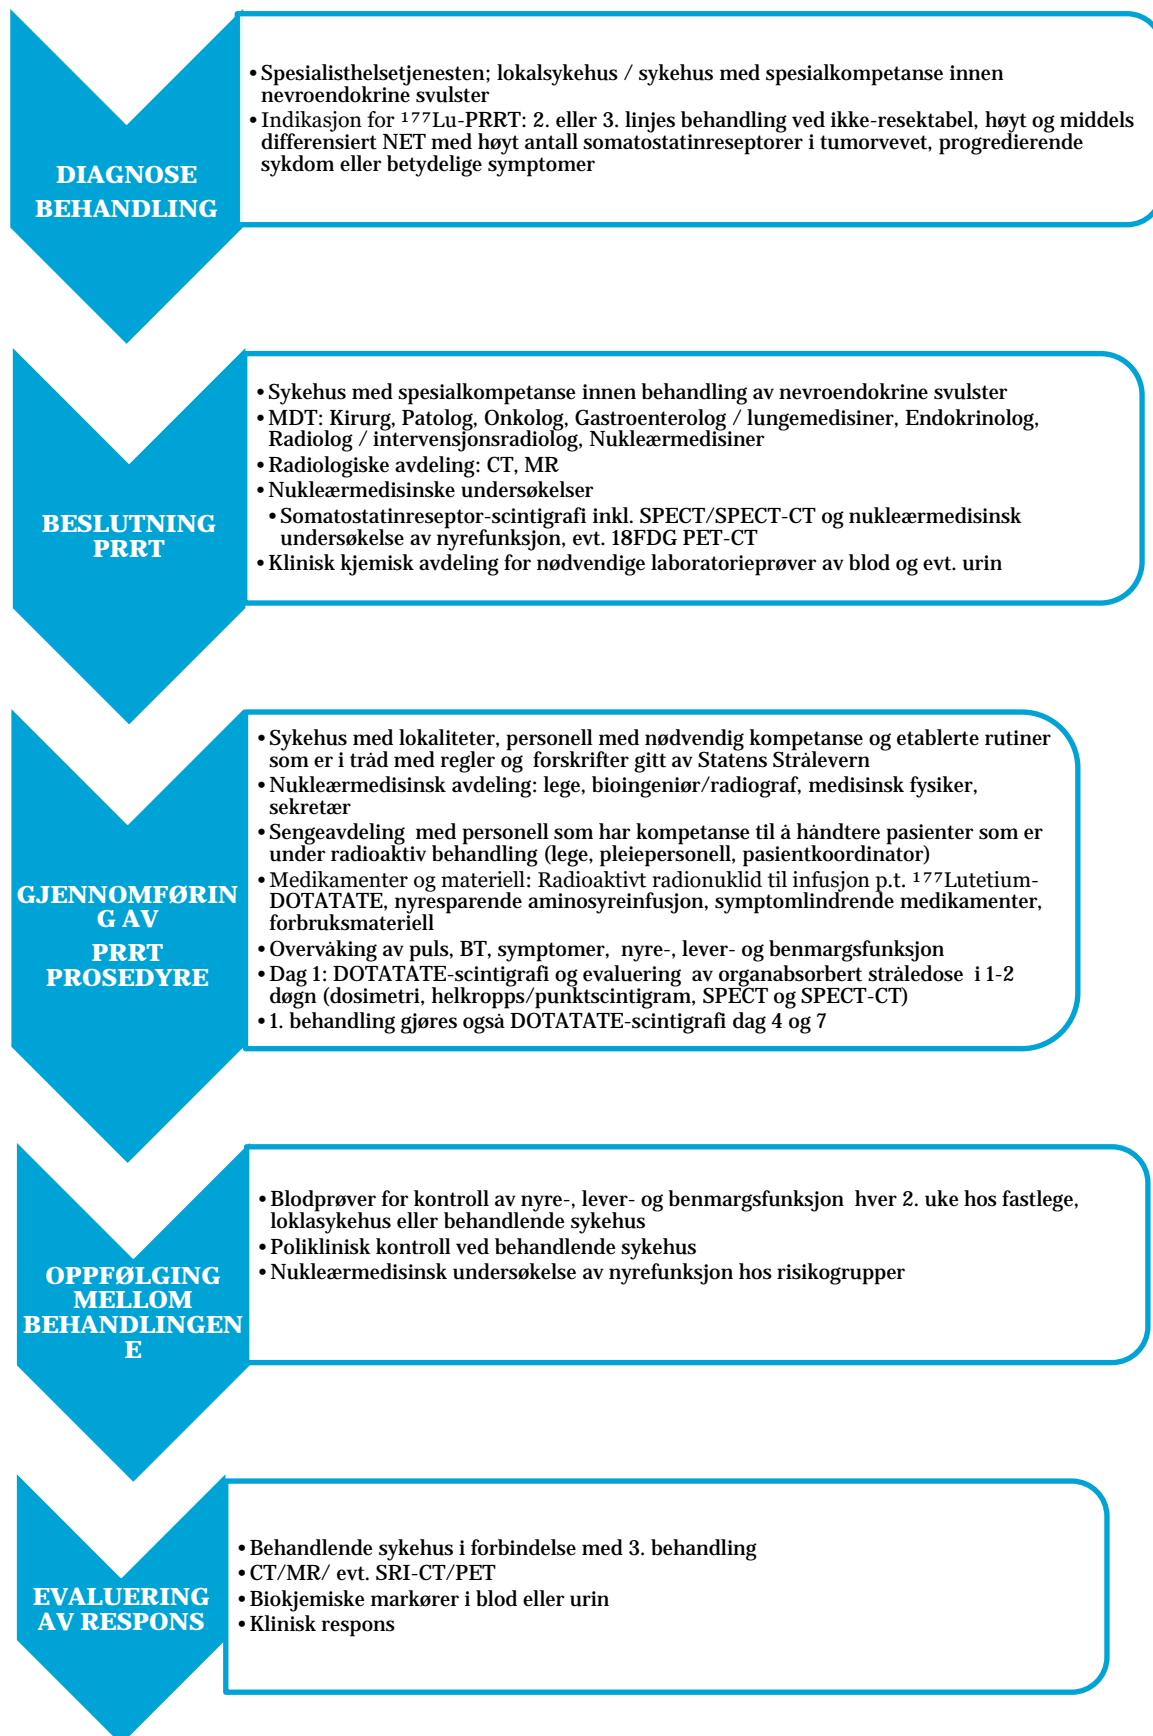 DIAGNOSE
BEHANDLING
•Spesialisthelsetjenesten; lokalsykehus / sykehus med spesialkompetanse innen
nevroendokrine svulster
•Indikasjon for ¹⁷⁷Lu-PRRT: 2. eller 3. linjes behandling ved ikke-resektabel, høyt og middels
differensiert NET med høyt antall somatostatinreseptorer i tumorvevet, progredierende
sykdom eller betydelige symptomer
BESLUTNING
PRRT
•Sykehus med spesialkompetanse innen behandling av nevroendokrine svulster
•MDT: Kirurg, Patolog, Onkolog, Gastroenterolog / lungemedisiner, Endokrinolog,
Radiolog / intervensjonsradiolog, Nukleærmedisiner
•Radiologiske avdeling: CT, MR
•Nukleærmedisinske undersøkelser
•Somatostatinreseptor-scintigrafi inkl. SPECT/SPECT-CT og nukleærmedisinsk
undersøkelse av nyrefunksjon, evt. 18FDG PET-CT
•Klinisk kjemisk avdeling for nødvendige laboratorieprøver av blod og evt. urin
GJENNOMFØRIN
G AV
PRRT
PROSEDYRE
•Sykehus med lokaliteter, personell med nødvendig kompetanse og etablerte rutiner
som er i tråd med regler og forskrifter gitt av Statens Strålevern
•Nukleærmedisinsk avdeling: lege, bioingeniør/radiograf, medisinsk fysiker,
sekretær
•Sengeavdeling med personell som har kompetanse til å håndtere pasienter som er
under radioaktiv behandling (lege, pleiepersonell, pasientkoordinator)
•Medikamenter og materiell: Radioaktivt radionuklid til infusjon p.t. ¹⁷⁷Lutetium-
DOTATATE, nyresparende aminosyreinfusjon, symptomlindrende medikamenter,
forbruksmateriell
•Overvåking av puls, BT, symptomer, nyre-, lever- og benmargsfunksjon
•Dag 1: DOTATATE-scintigrafi og evaluering av organabsorbert stråledose i 1-2
døgn (dosimetri, helkropps/punktscintigram, SPECT og SPECT-CT)
•1. behandling gjøres også DOTATATE-scintigrafi dag 4 og 7
OPPFØLGING
MELLOM
BEHANDLINGEN
E
•Blodprøver for kontroll av nyre-, lever- og benmargsfunksjon hver 2. uke hos fastlege,
loklasykehus eller behandlende sykehus
•Poliklinisk kontroll ved behandlende sykehus
•Nukleærmedisinsk undersøkelse av nyrefunksjon hos risikogrupper
EVALUERING
AV RESPONS
•Behandlende sykehus i forbindelse med 3. behandling
•CT/MR/ evt. SRI-CT/PET
•Biokjemiske markører i blod eller urin
•Klinisk respons